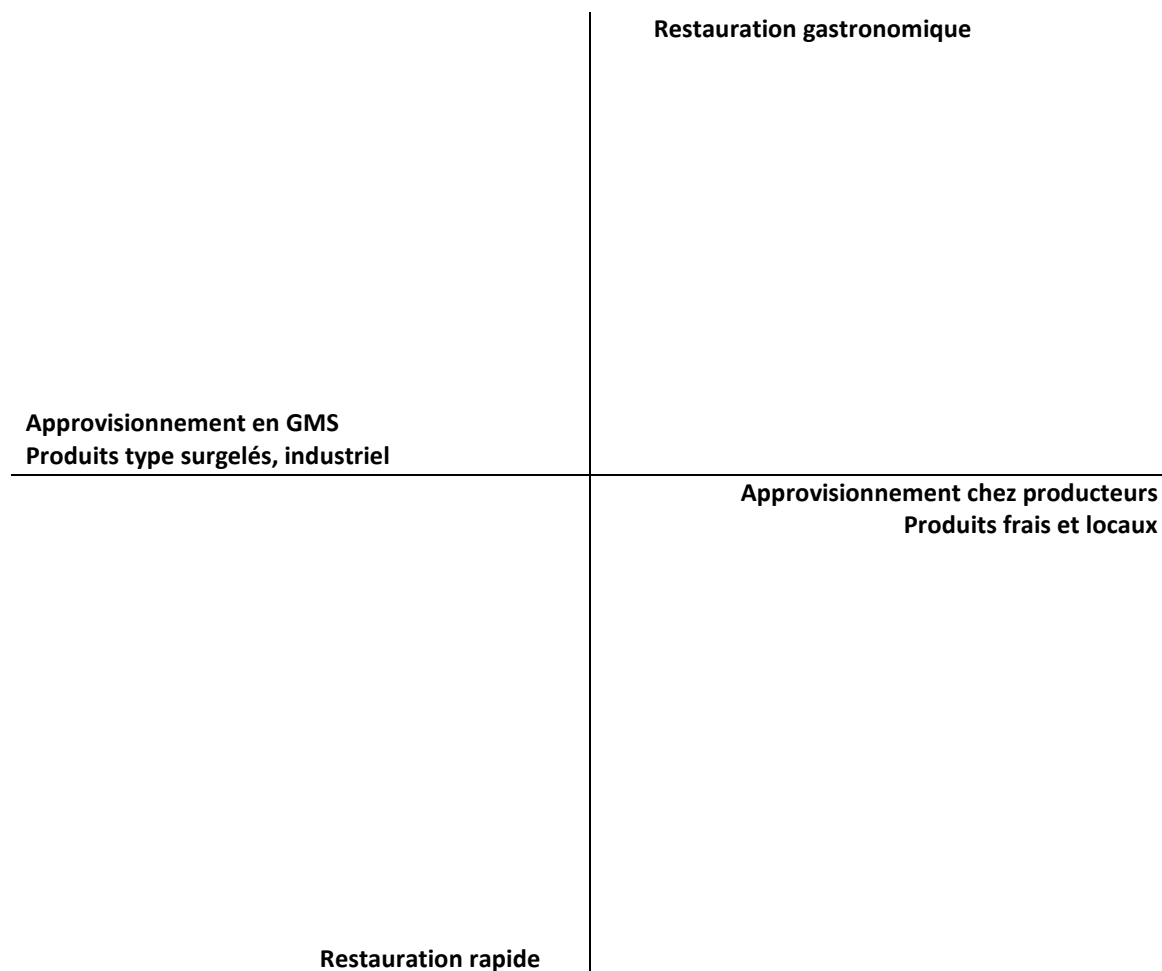 Restauration gastronomique
Approvisionnement en GMS
Produits type surgelés, industriel
Approvisionnement chez producteurs
Produits frais et locaux
Restauration rapide